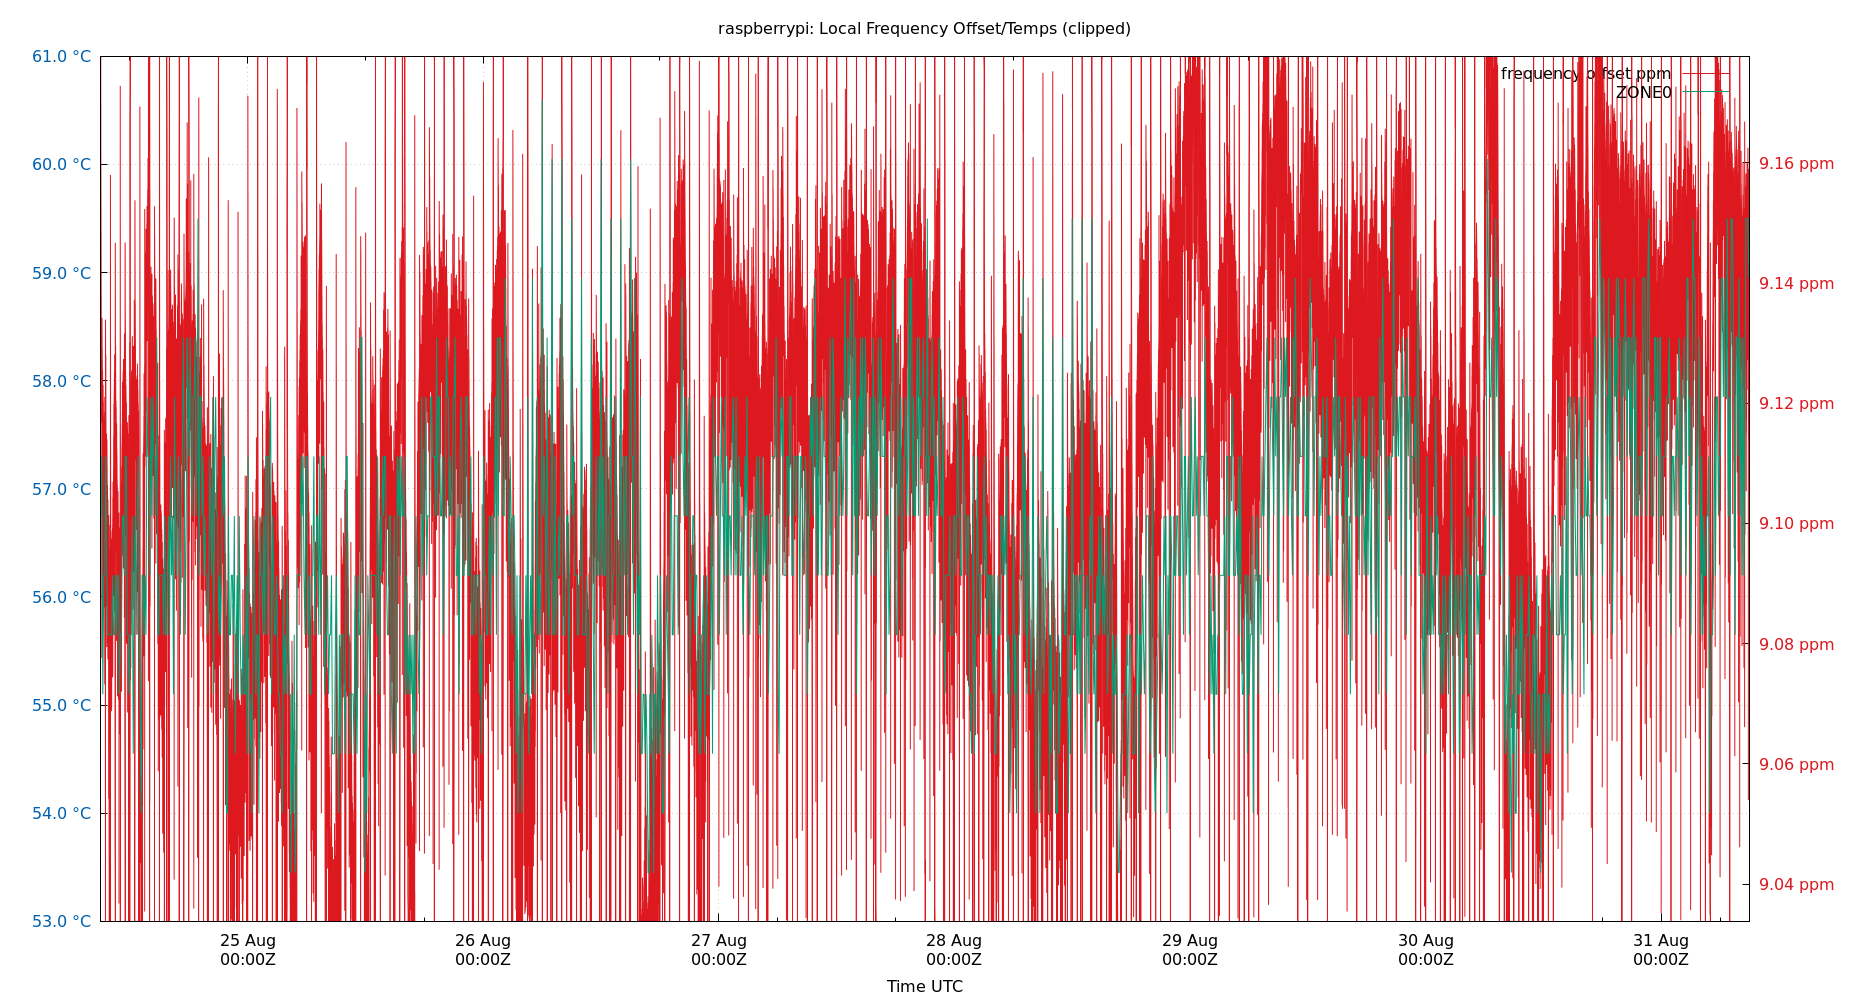 raspberrypi: Local Frequency Offset/Temps (clipped)
61.0 °C
60.0 °C
59.0 °C
58.0 °C
57.0 °C
56.0 °C
55.0 °C
54.0 °C
53.0 °C
frequency offset ppm
ZONE0
9.16 ppm
9.14 ppm
9.12 ppm
9.10 ppm
9.08 ppm
9.06 ppm
9.04 ppm
25 Aug
00:00Z
26 Aug
00:00Z
27 Aug
00:00Z
28 Aug
00:00Z
29 Aug
00:00Z
30 Aug
00:00Z
31 Aug
00:00Z
Time UTC